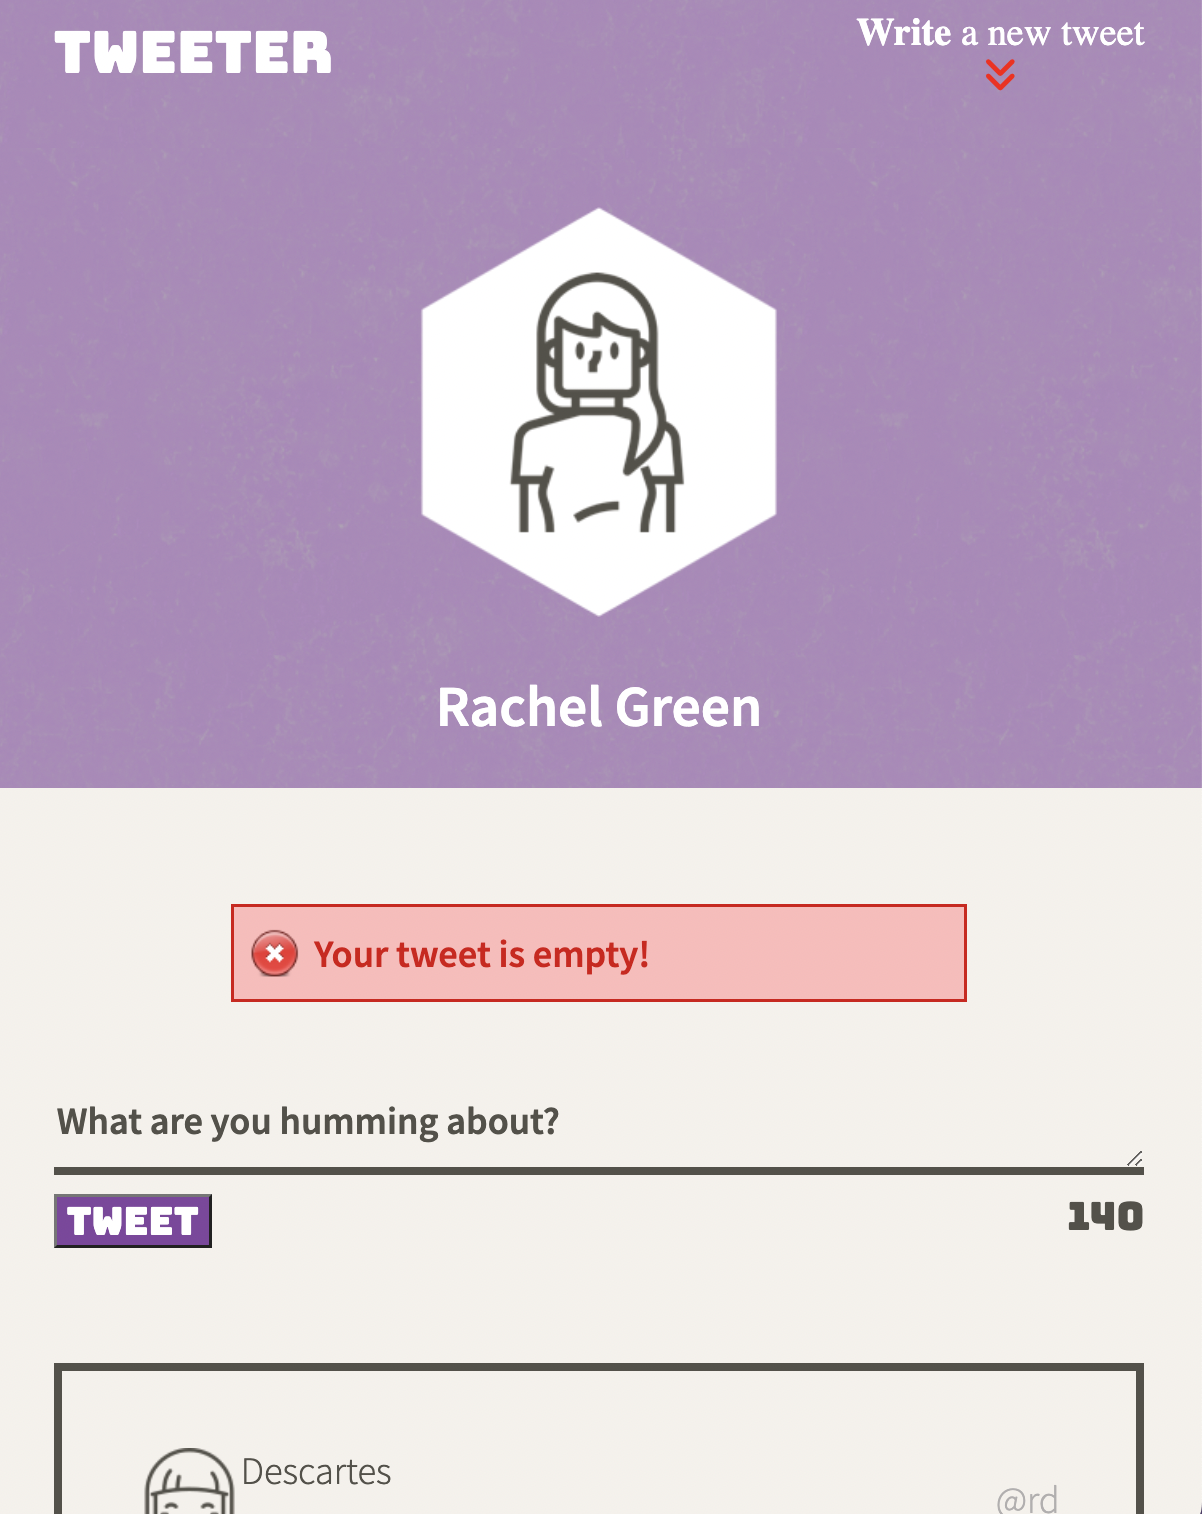 TWEETER
Write a new tweet
Rachel Green
Your tweet is empty!
What are you humming about?
TWEET
140
Descartes
@rd